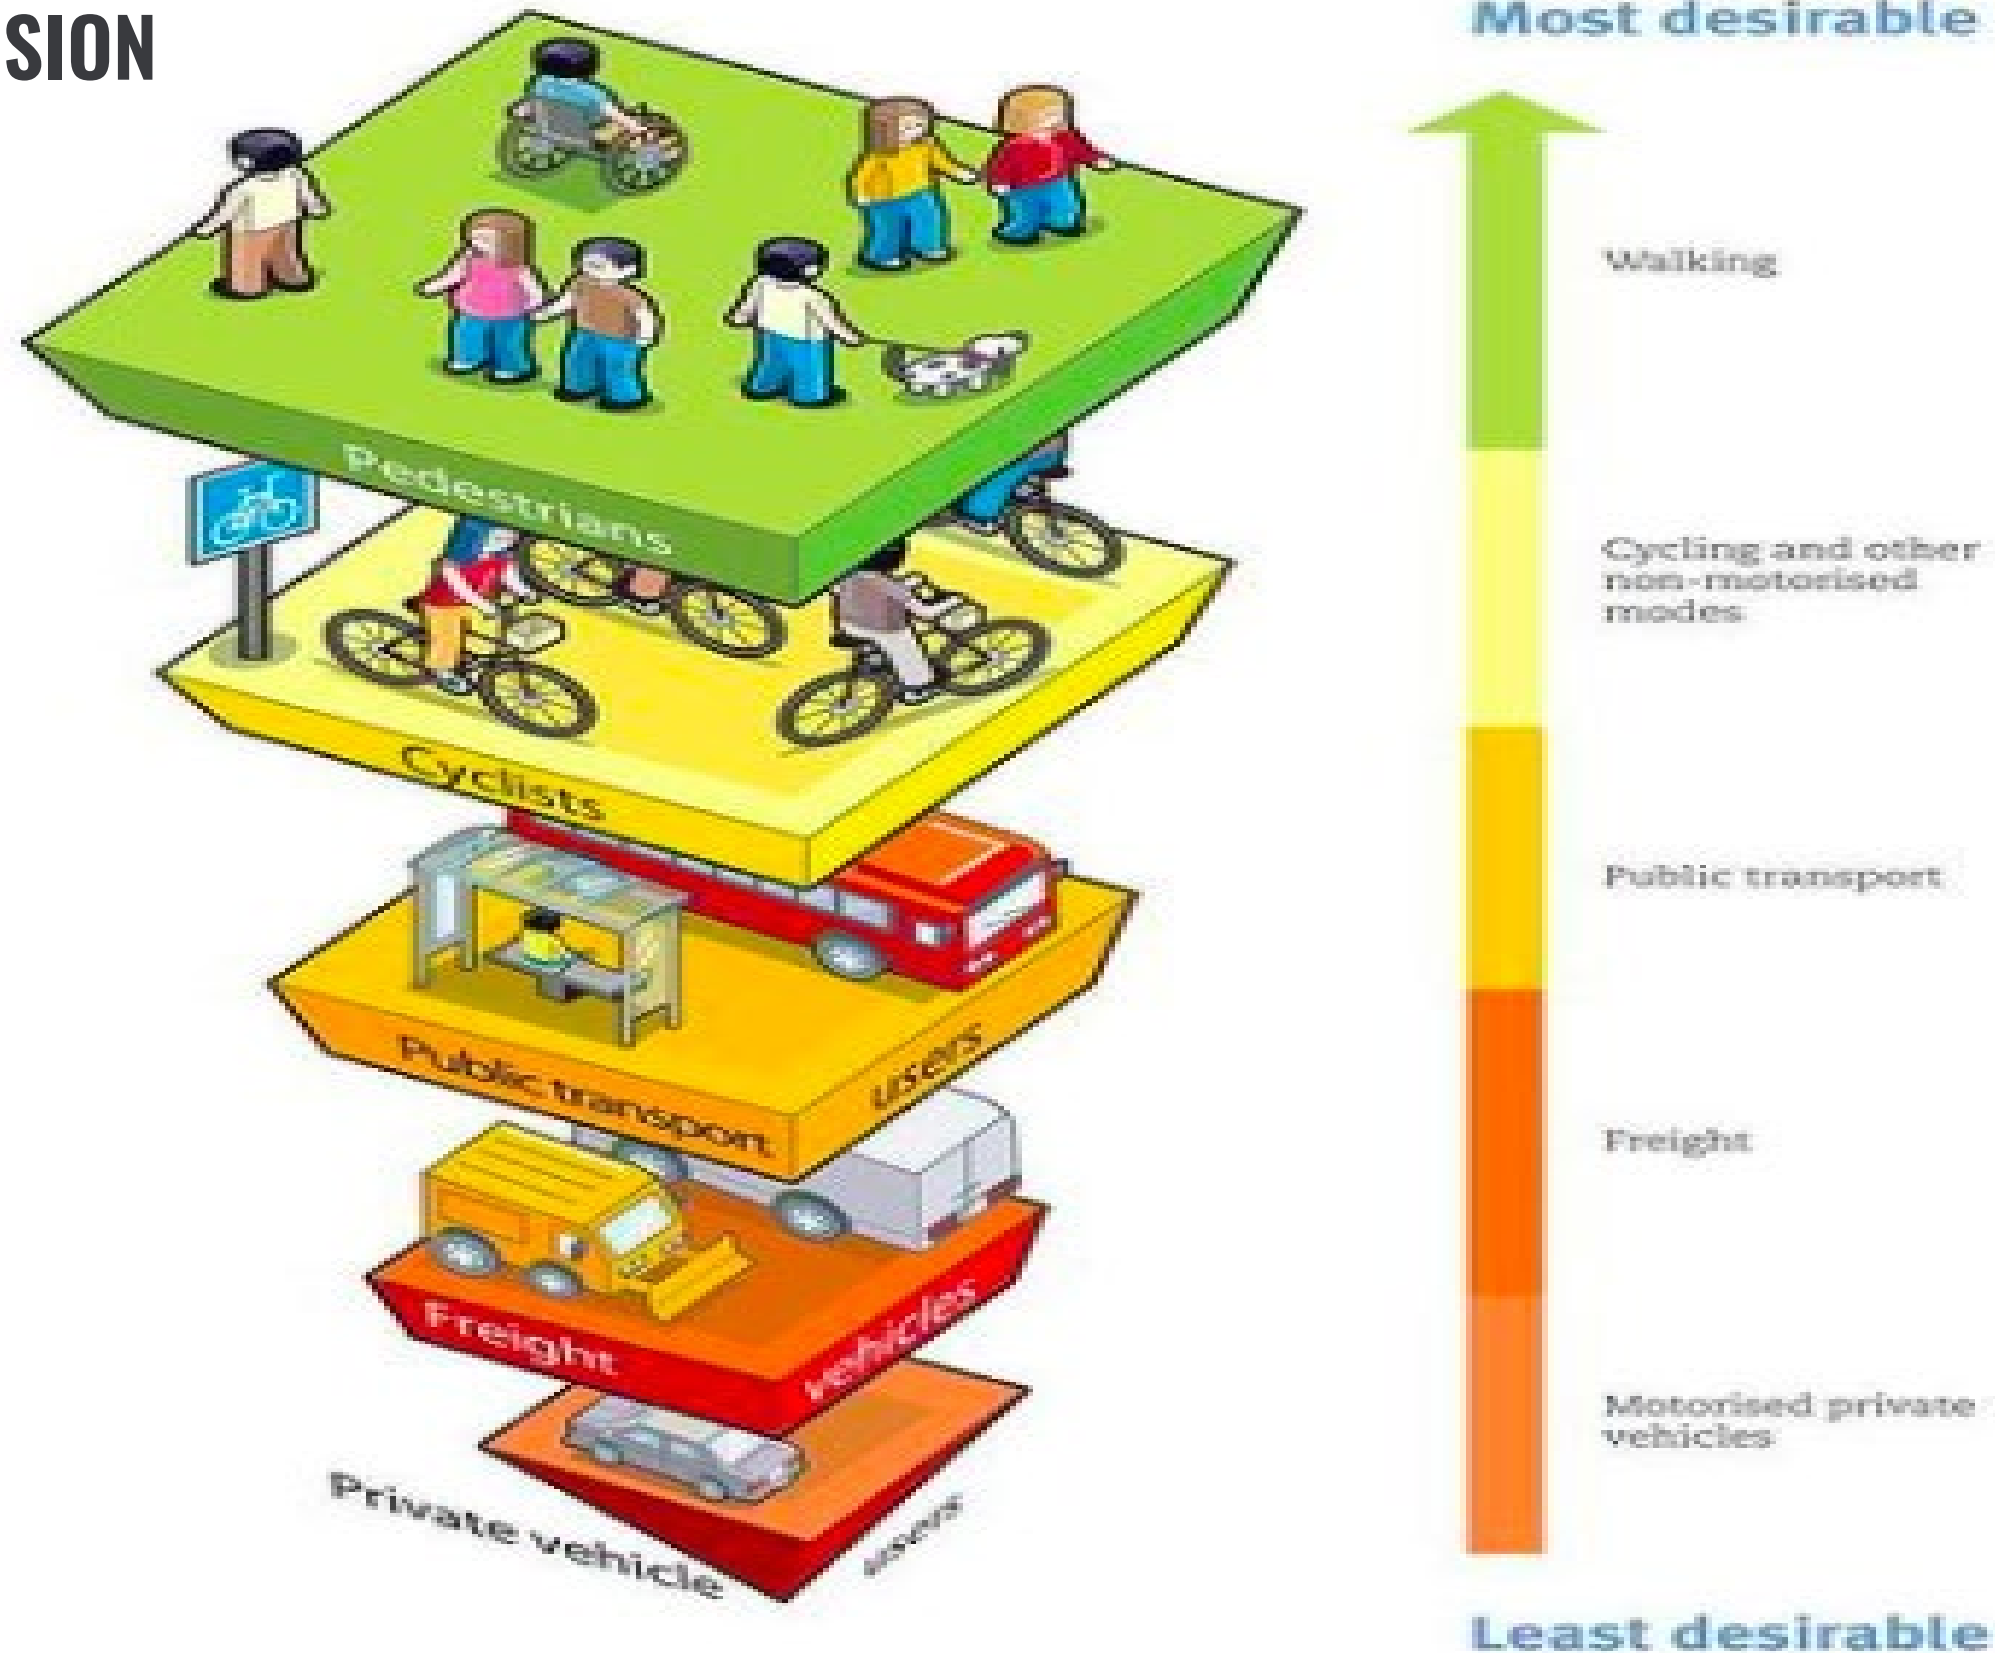 SION
Most desirable
Walking
Pedestrians
Cycling and other
non-motorised
modes
Cyclists
Public transport
Public transport users
Freight
Freight vehicles
Motorised private
vehicles
Private vehicle users
Least desirable